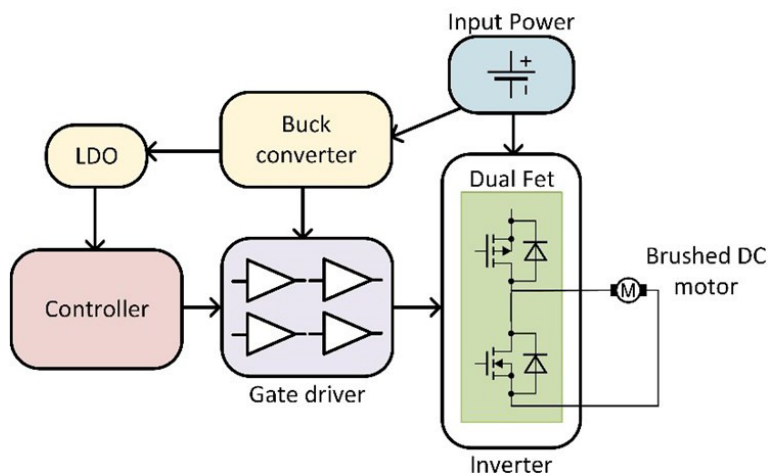 Input Power
+
Buck
converter
LDO
Dual Fet
Brushed DC
motor
M
Controller
Gate driver
Inverter